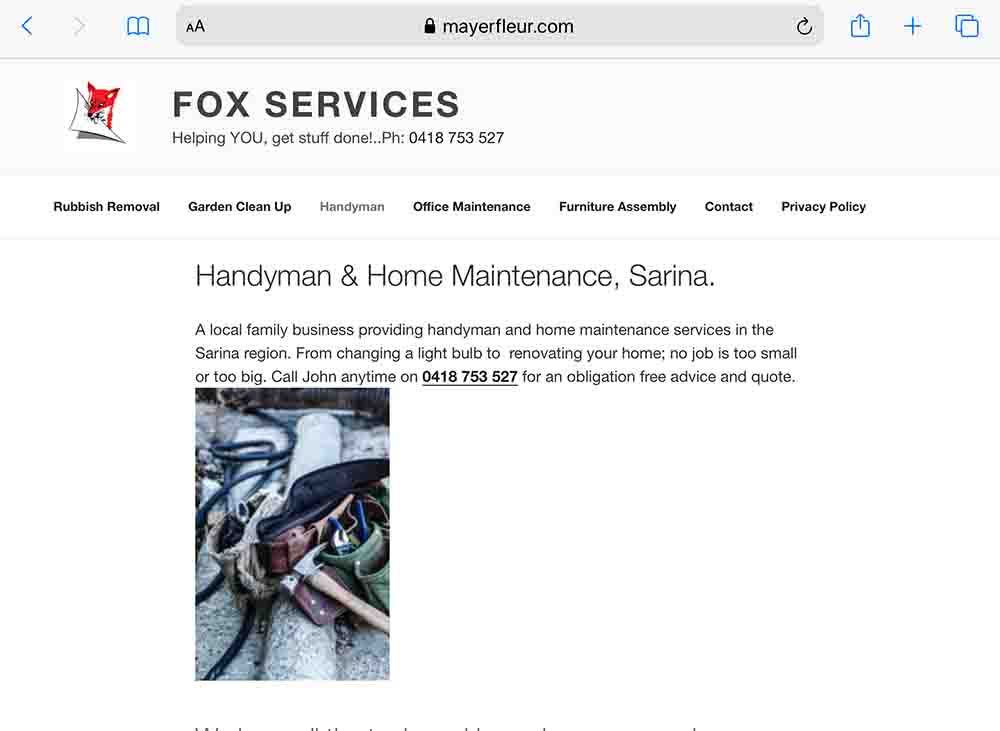 AA mayerfleur.com
FOX SERVICES
Helping YOU, get stuff done!..Ph: 0418 753 527
Rubbish Removal Garden Clean Up Handyman Office Maintenance Furniture Assembly Contact Privacy Policy
Handyman & Home Maintenance, Sarina.
A local family business providing handyman and home maintenance services in the
Sarina region. From changing a light bulb to  renovating your home; no job is too small
or too big. Call John anytime on 0418 753 527 for an obligation free advice and quote.